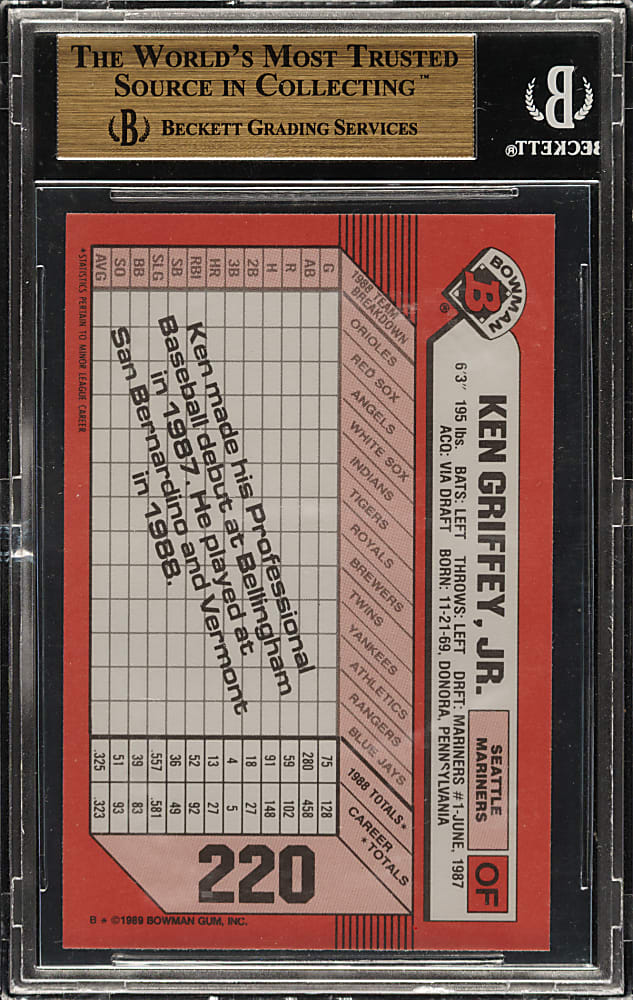 THE WORLD'S MOST TRUSTED
SOURCE IN COLLECTING™
B BECKETT GRADING SERVICES
B
BECKETT®
BOWMAN
B
®
KEN GRIFFEY, JR.
SEATTLE
MARINERS
OF
6'3" 195 lbs. BATS: LEFT THROWS: LEFT DRFT: MARINERS #1-JUNE, 1987
ACQ: VIA DRAFT BORN: 11-21-69, DONORA, PENNSYLVANIA
1988 TEAM
BREAKDOWN
ORIOLES
RED SOX
ANGELS
WHITE SOX
INDIANS
TIGERS
ROYALS
BREWERS
TWINS
YANKEES
ATHLETICS
RANGERS
BLUE JAYS
1988 TOTALS*
CAREER
*TOTALS
G 75 128
AB 280 458
R 59 102
H 91 148
2B 18 27
3B 4 5
HR 13 27
RBI 52 92
SB 36 49
SLG .557 .581
BB 39 83
SO 51 93
AVG .325 .323
Ken made his Professional
Baseball debut at Bellingham
in 1987. He played at
San Bernardino and Vermont
in 1988.
*STATISTICS PERTAIN TO MINOR LEAGUE CAREER.
220
B * ©1989 BOWMAN GUM, INC.